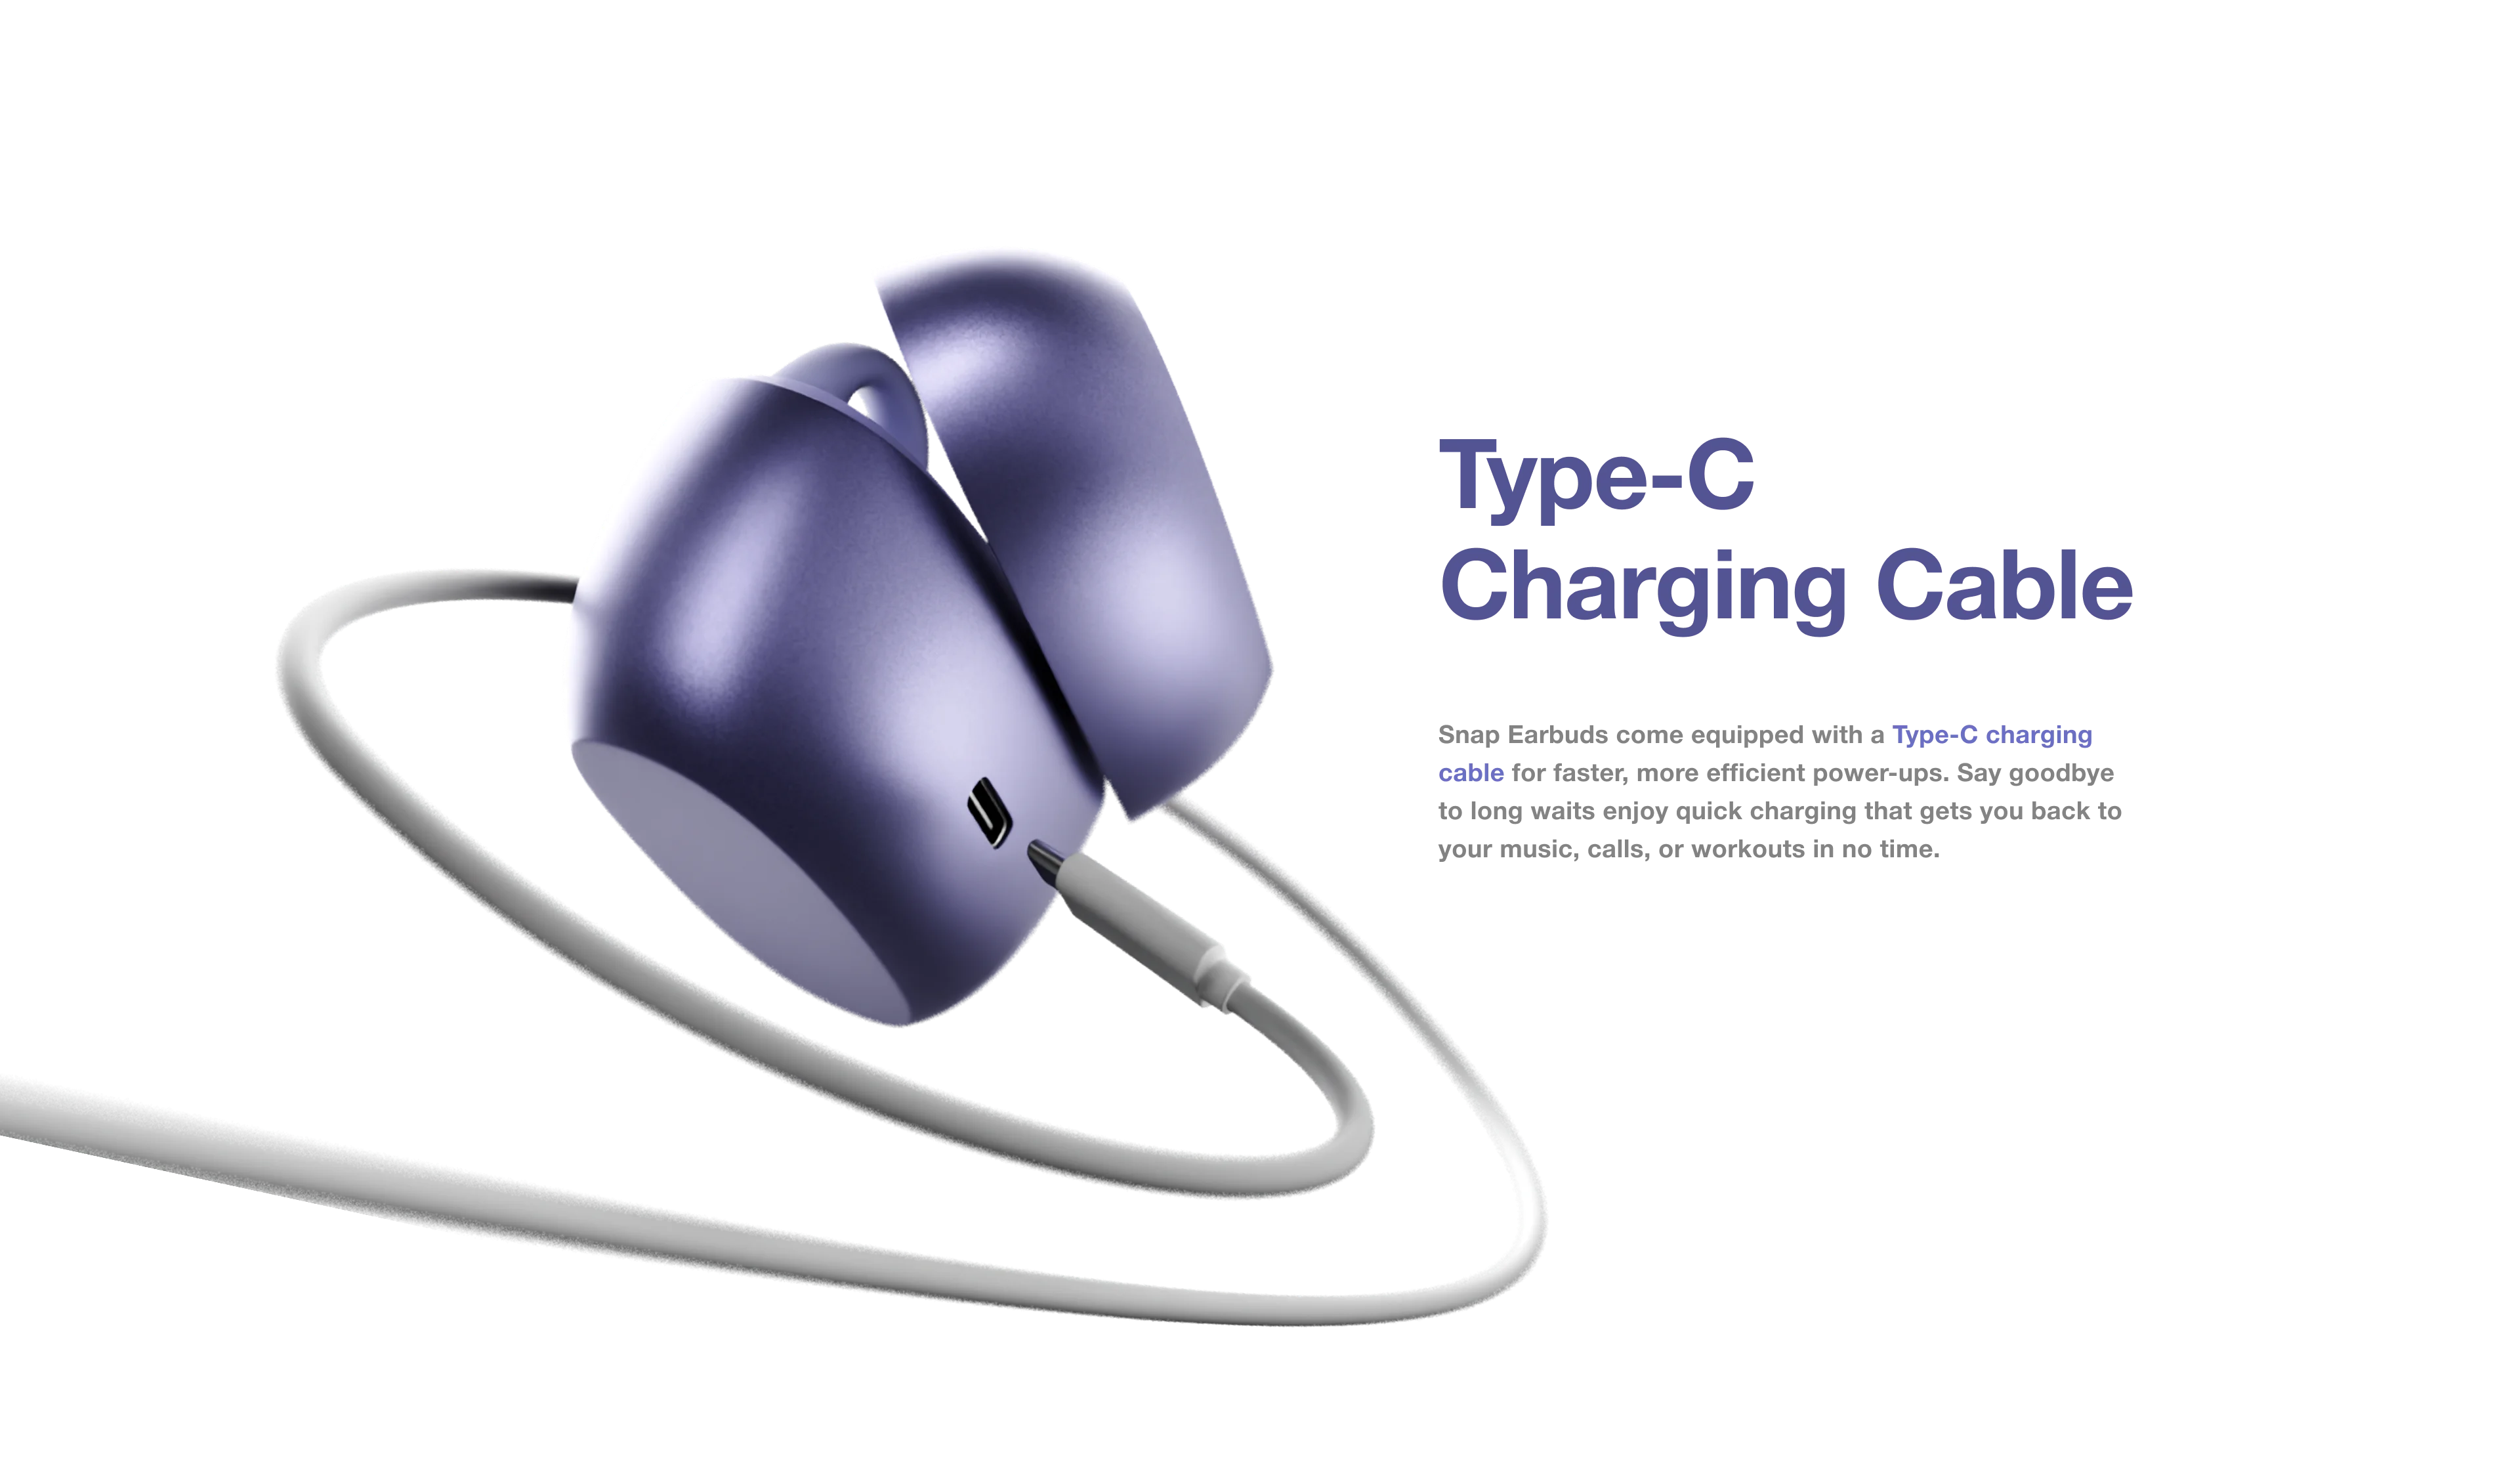 Type-C
Charging Cable
Snap Earbuds come equipped with a Type-C charging
cable for faster, more efficient power-ups. Say goodbye
to long waits enjoy quick charging that gets you back to
your music, calls, or workouts in no time.